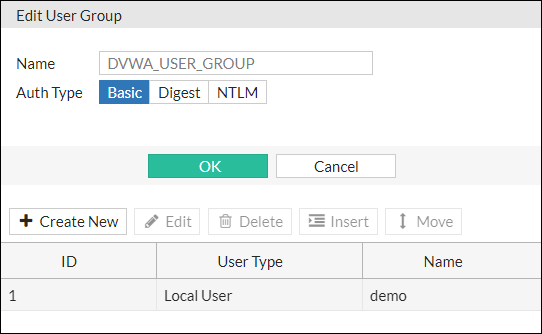 Edit User Group
Name DVWA_USER_GROUP
Auth Type Basic Digest NTLM
OK Cancel
Create New Edit Delete Insert Move
ID User Type Name
1 Local User demo